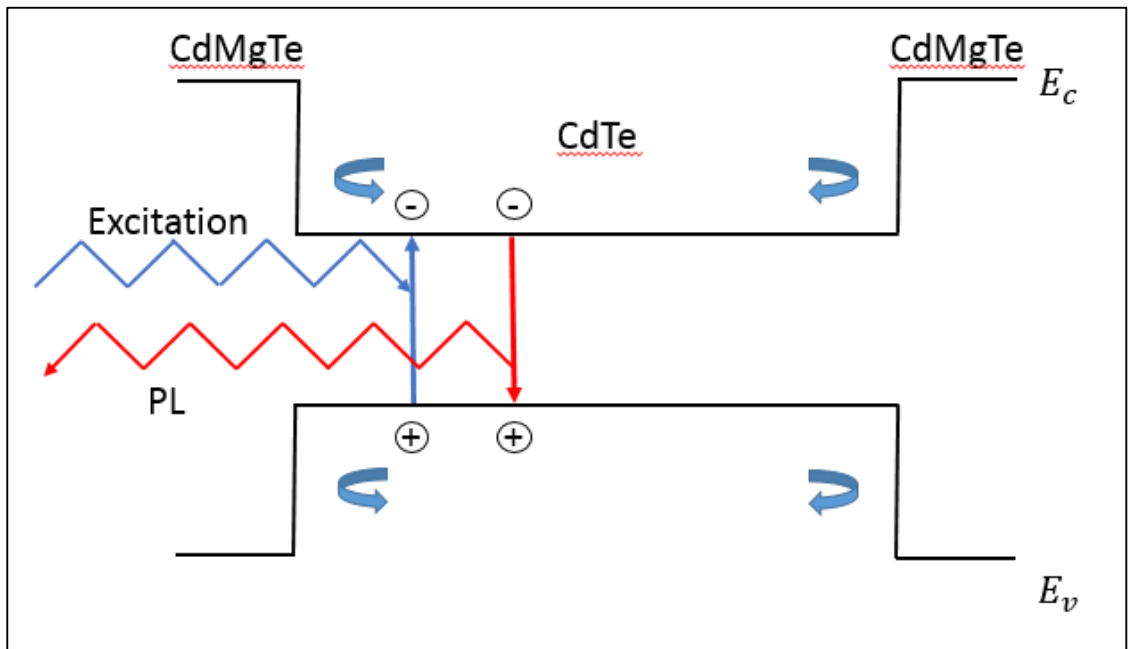 CdMgTe
CdMgTe
E_c
CdTe
-
-
Excitation
PL
+
+
E_v